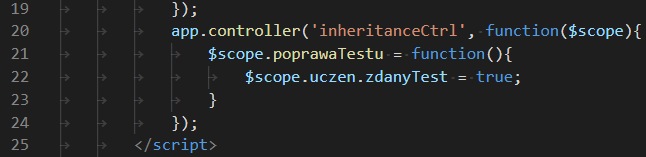 19 });
20 app.controller('inheritanceCtrl', function($scope){
21 $scope.poprawaTestu = function(){
22 $scope.uczen.zdanyTest = true;
23 }
24 });
25 </script>